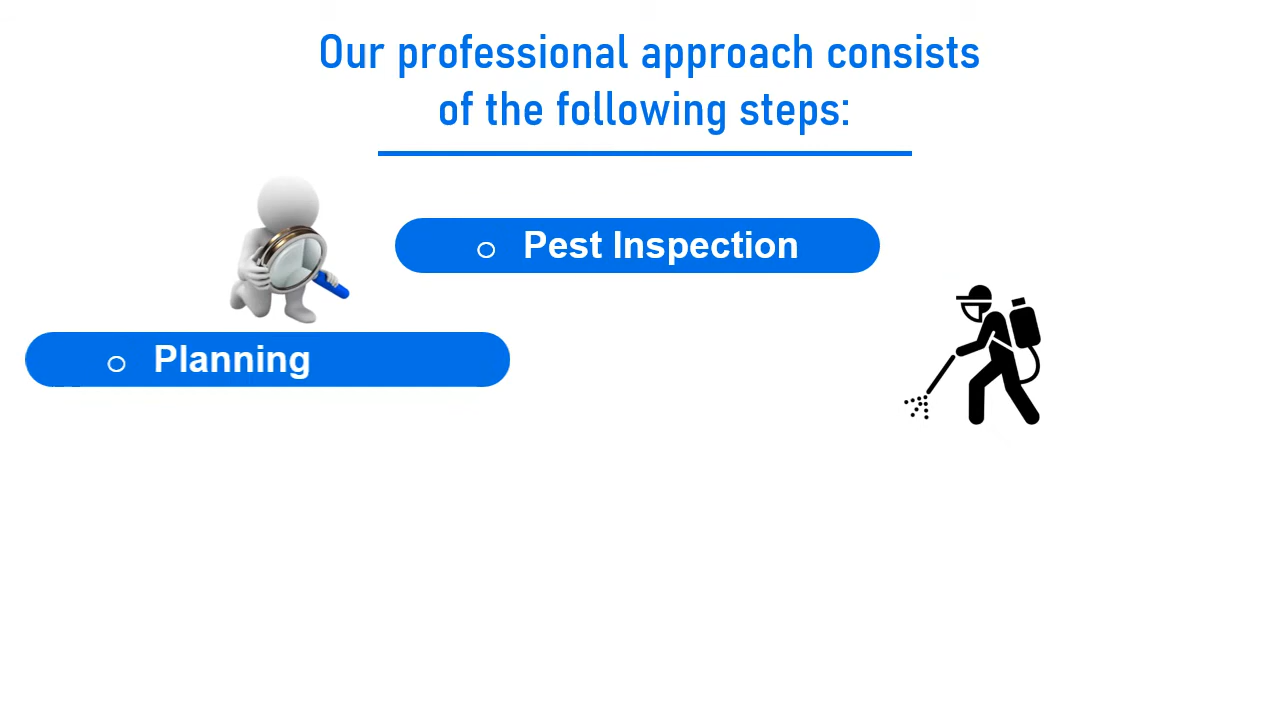 Our professional approach consists
of the following steps:
o Pest Inspection
o Planning